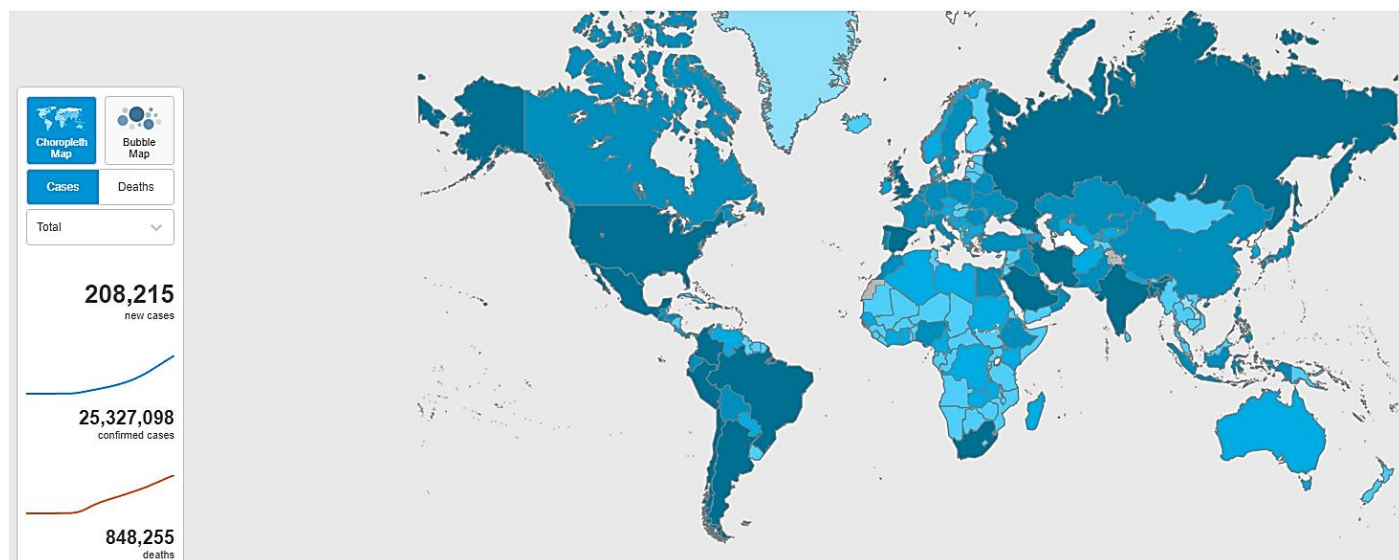 Choropleth
Map
Bubble
Map
Cases
Deaths
Total
208,215
new cases
25,327,098
confirmed cases
848,255
deaths